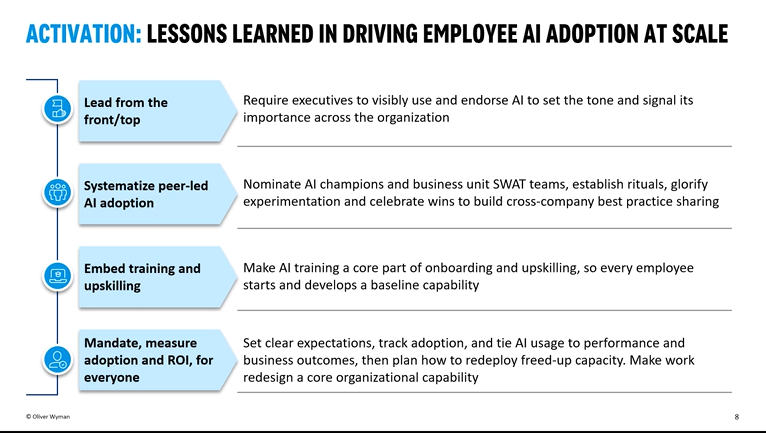 ACTIVATION: LESSONS LEARNED IN DRIVING EMPLOYEE AI ADOPTION AT SCALE
Lead from the
front/top
Require executives to visibly use and endorse AI to set the tone and signal its
importance across the organization
Systematize peer-led
AI adoption
Nominate AI champions and business unit SWAT teams, establish rituals, glorify
experimentation and celebrate wins to build cross-company best practice sharing
Embed training and
upskilling
Make AI training a core part of onboarding and upskilling, so every employee
starts and develops a baseline capability
Mandate, measure
adoption and ROI, for
everyone
Set clear expectations, track adoption, and tie AI usage to performance and
business outcomes, then plan how to redeploy freed-up capacity. Make work
redesign a core organizational capability
© Oliver Wyman
8